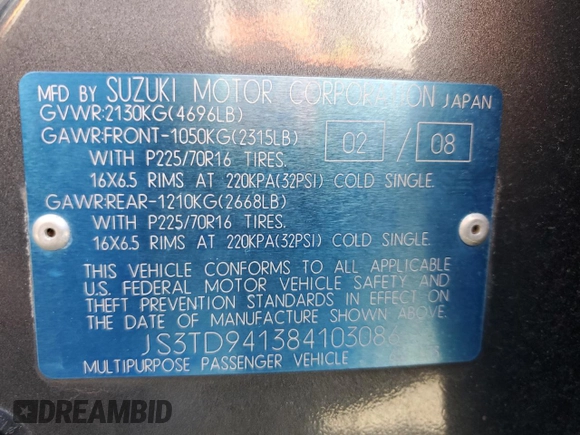 MFD BY SUZUKI MOTOR CORPORATION JAPAN
GVWR:2130KG(4696LB)
GAWR:FRONT-1050KG(2315LB) 02 / 08
WITH P225/70R16 TIRES.
16X6.5 RIMS AT 220KPA(32PSI) COLD SINGLE.
GAWR:REAR-1210KG(2668LB)
WITH P225/70R16 TIRES.
16X6.5 RIMS AT 220KPA(32PSI) COLD SINGLE.
THIS VEHICLE CONFORMS TO ALL APPLICABLE
U.S. FEDERAL MOTOR VEHICLE SAFETY AND
THEFT PREVENTION STANDARDS IN EFFECT ON
THE DATE OF MANUFACTURE SHOWN ABOVE.
MULTIPURPOSE PASSENGER VEHICLE
DREAMBID